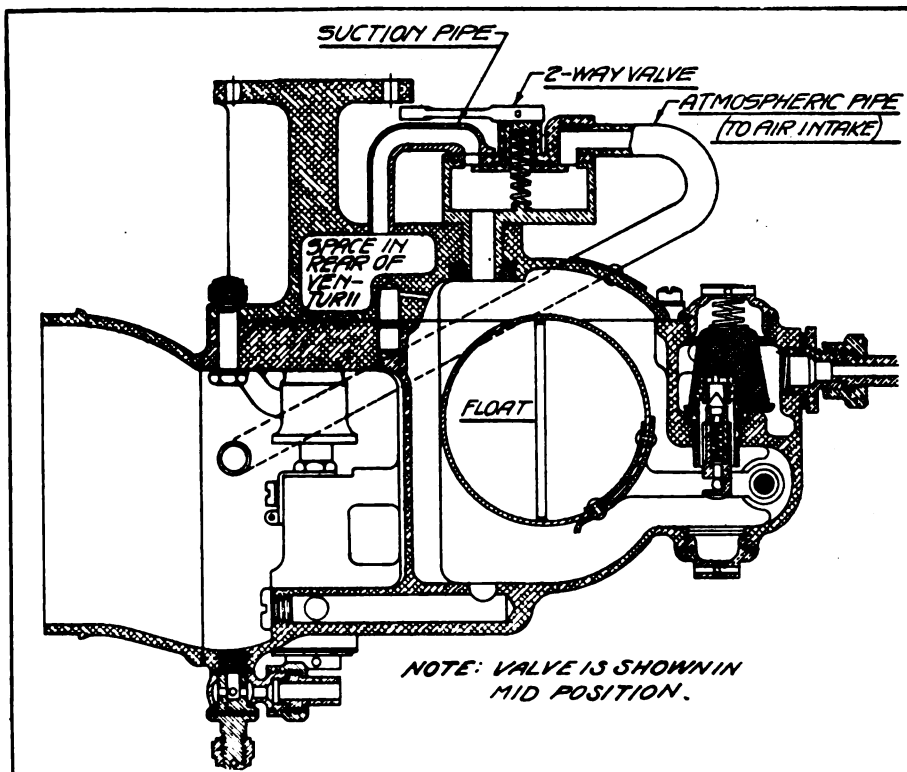 SUCTION PIPE
2-WAY VALVE
ATMOSPHERIC PIPE
(TO AIR INTAKE)
SPACE IN
REAR OF
VEN-
TURII
FLOAT
NOTE: VALVE IS SHOWN IN
MID POSITION.